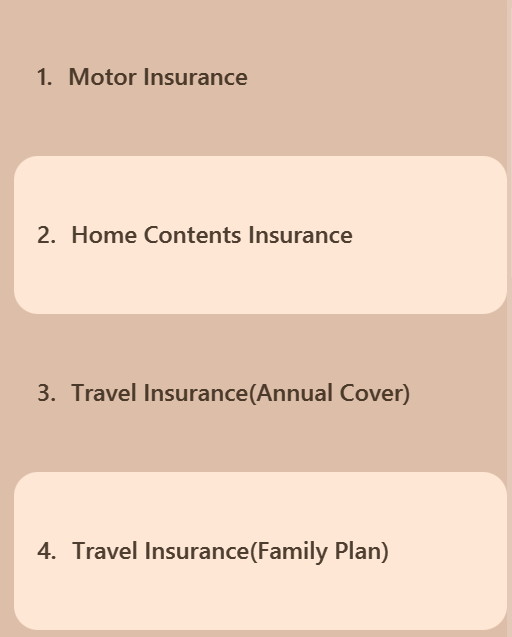 1. Motor Insurance
2. Home Contents Insurance
3. Travel Insurance(Annual Cover)
4. Travel Insurance(Family Plan)